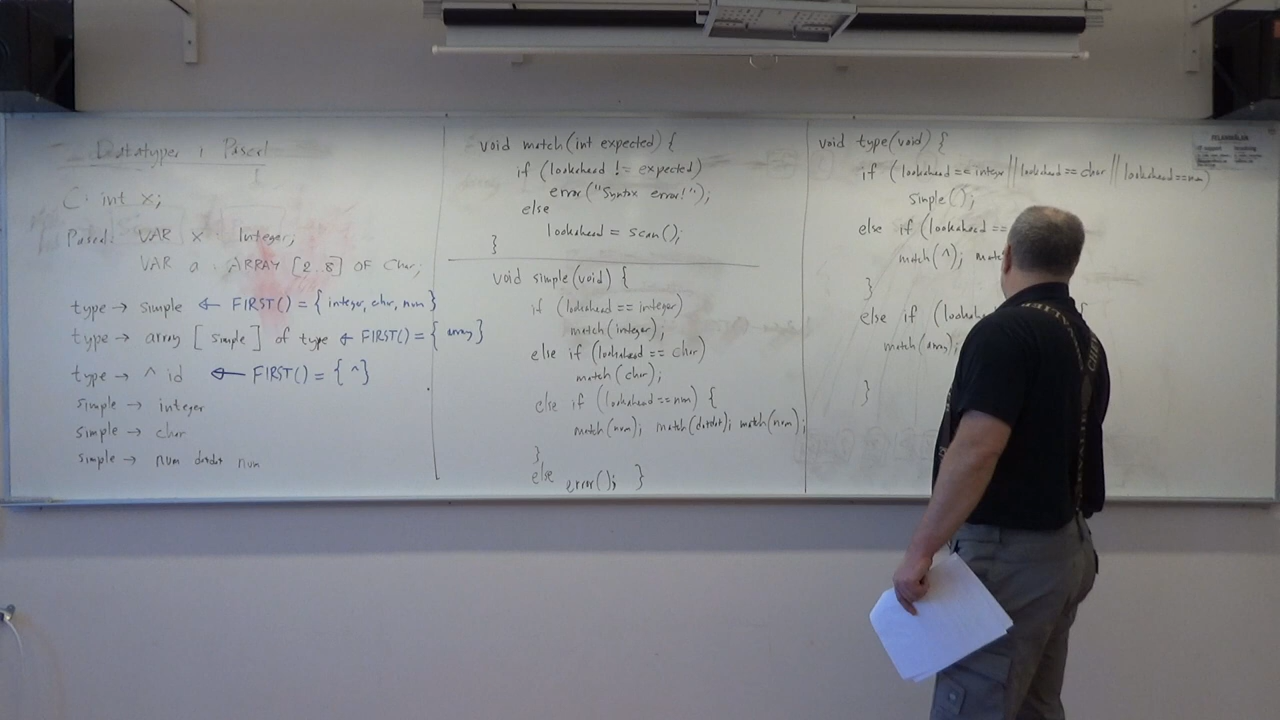 Datatyper i Pascal
C: int x;
Pascal: VAR x Integer;
VAR a : ARRAY [2..8] OF Char;
type → simple ← FIRST() = { integer, chr, num }
type → array [ simple ] of type ← FIRST() = { array }
type → ^ id ← FIRST() = { ^ }
simple → integer
simple → char
simple → num dotdot num
void match(int expected) {
if (lookahead != expected)
error("Syntax error!");
else
lookahead = scan();
}
void simple(void) {
if (lookahead == integer)
match(integer);
else if (lookahead == char)
match(char);
else if (lookahead == num) {
match(num); match(dotdot); match(num);
}
else error(); }
void type(void) {
if (lookahead == integer || lookahead == char || lookahead == num)
simple();
else if (lookahead ==
match(^);
}
else if (
match(array);
}